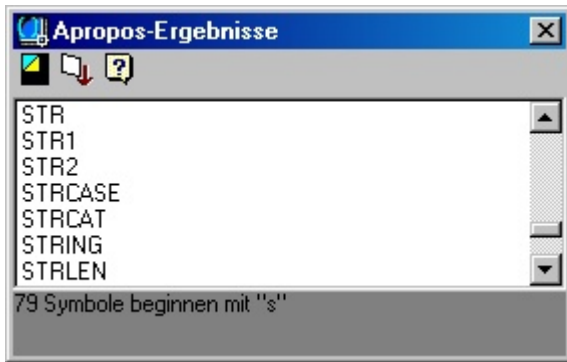 Apropos-Ergebnisse
STR
STR1
STR2
STRCASE
STRCAT
STRING
STRLEN
79 Symbole beginnen mit "s"